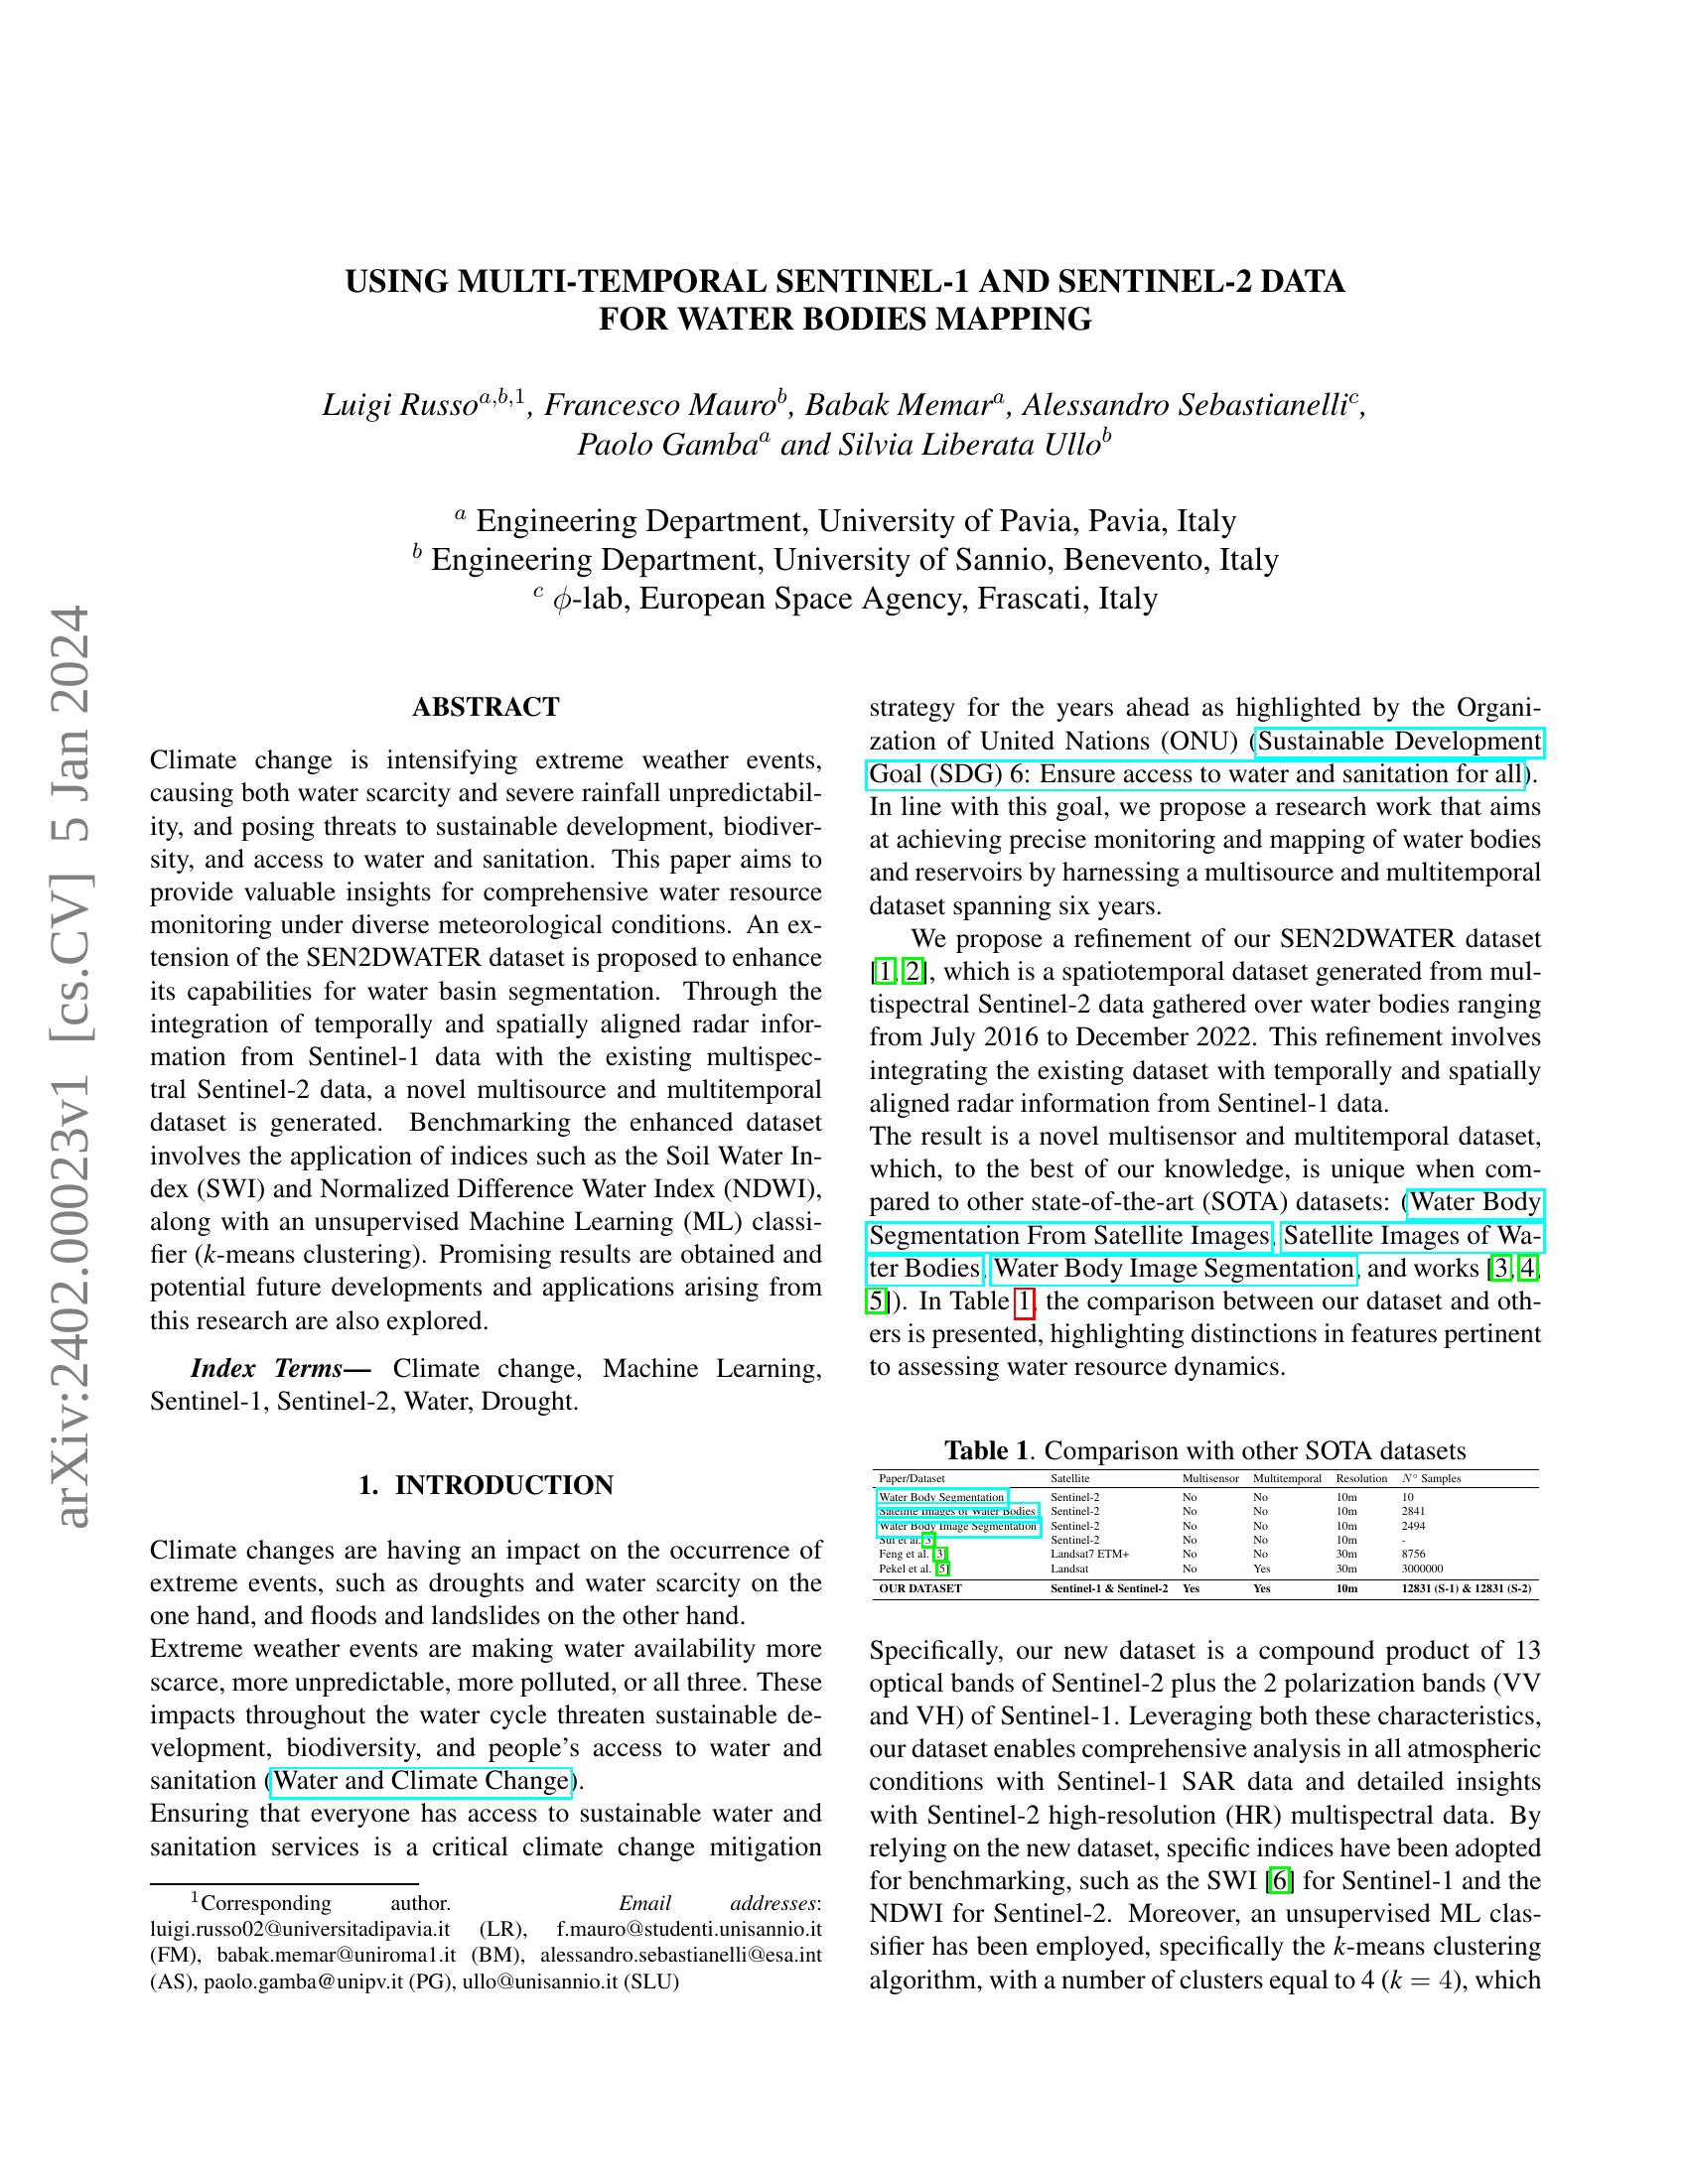 arXiv:2402.00023v1 [cs.CV] 5 Jan 2024
USING MULTI-TEMPORAL SENTINEL-1 AND SENTINEL-2 DATA
FOR WATER BODIES MAPPING
Luigi Russo^{a,b,1}, Francesco Mauro^b, Babak Memar^a, Alessandro Sebastianelli^c,
Paolo Gamba^a and Silvia Liberata Ullo^b
^a Engineering Department, University of Pavia, Pavia, Italy
^b Engineering Department, University of Sannio, Benevento, Italy
^c ϕ-lab, European Space Agency, Frascati, Italy
ABSTRACT
Climate change is intensifying extreme weather events,
causing both water scarcity and severe rainfall unpredictabil-
ity, and posing threats to sustainable development, biodiver-
sity, and access to water and sanitation. This paper aims to
provide valuable insights for comprehensive water resource
monitoring under diverse meteorological conditions. An ex-
tension of the SEN2DWATER dataset is proposed to enhance
its capabilities for water basin segmentation. Through the
integration of temporally and spatially aligned radar infor-
mation from Sentinel-1 data with the existing multispec-
tral Sentinel-2 data, a novel multisource and multitemporal
dataset is generated. Benchmarking the enhanced dataset
involves the application of indices such as the Soil Water In-
dex (SWI) and Normalized Difference Water Index (NDWI),
along with an unsupervised Machine Learning (ML) classi-
fier (k-means clustering). Promising results are obtained and
potential future developments and applications arising from
this research are also explored.
Index Terms— Climate change, Machine Learning,
Sentinel-1, Sentinel-2, Water, Drought.
1. INTRODUCTION
Climate changes are having an impact on the occurrence of
extreme events, such as droughts and water scarcity on the
one hand, and floods and landslides on the other hand.
Extreme weather events are making water availability more
scarce, more unpredictable, more polluted, or all three. These
impacts throughout the water cycle threaten sustainable de-
velopment, biodiversity, and people's access to water and
sanitation (Water and Climate Change).
Ensuring that everyone has access to sustainable water and
sanitation services is a critical climate change mitigation
^1Corresponding author. Email addresses:
luigi.russo02@universitadipavia.it (LR), f.mauro@studenti.unisannio.it
(FM), babak.memar@uniroma1.it (BM), alessandro.sebastianelli@esa.int
(AS), paolo.gamba@unipv.it (PG), ullo@unisannio.it (SLU)
strategy for the years ahead as highlighted by the Organi-
zation of United Nations (ONU) (Sustainable Development
Goal (SDG) 6: Ensure access to water and sanitation for all).
In line with this goal, we propose a research work that aims
at achieving precise monitoring and mapping of water bodies
and reservoirs by harnessing a multisource and multitemporal
dataset spanning six years.
We propose a refinement of our SEN2DWATER dataset
[1, 2], which is a spatiotemporal dataset generated from mul-
tispectral Sentinel-2 data gathered over water bodies ranging
from July 2016 to December 2022. This refinement involves
integrating the existing dataset with temporally and spatially
aligned radar information from Sentinel-1 data.
The result is a novel multisensor and multitemporal dataset,
which, to the best of our knowledge, is unique when com-
pared to other state-of-the-art (SOTA) datasets: (Water Body
Segmentation From Satellite Images, Satellite Images of Wa-
ter Bodies, Water Body Image Segmentation, and works [3, 4,
5]). In Table 1, the comparison between our dataset and oth-
ers is presented, highlighting distinctions in features pertinent
to assessing water resource dynamics.
Table 1. Comparison with other SOTA datasets
Paper/Dataset Satellite Multisensor Multitemporal Resolution N° Samples
Water Body Segmentation Sentinel-2 No No 10m 10
Satellite Images of Water Bodies Sentinel-2 No No 10m 2841
Water Body Image Segmentation Sentinel-2 No No 10m 2494
Sui et al. [3] Sentinel-2 No No 10m -
Feng et al. [3] Landsat7 ETM+ No No 30m 8756
Pekel et al. [5] Landsat No Yes 30m 3000000
OUR DATASET Sentinel-1 & Sentinel-2 Yes Yes 10m 12831 (S-1) & 12831 (S-2)
Specifically, our new dataset is a compound product of 13
optical bands of Sentinel-2 plus the 2 polarization bands (VV
and VH) of Sentinel-1. Leveraging both these characteristics,
our dataset enables comprehensive analysis in all atmospheric
conditions with Sentinel-1 SAR data and detailed insights
with Sentinel-2 high-resolution (HR) multispectral data. By
relying on the new dataset, specific indices have been adopted
for benchmarking, such as the SWI [6] for Sentinel-1 and the
NDWI for Sentinel-2. Moreover, an unsupervised ML clas-
sifier has been employed, specifically the k-means clustering
algorithm, with a number of clusters equal to 4 (k = 4), which